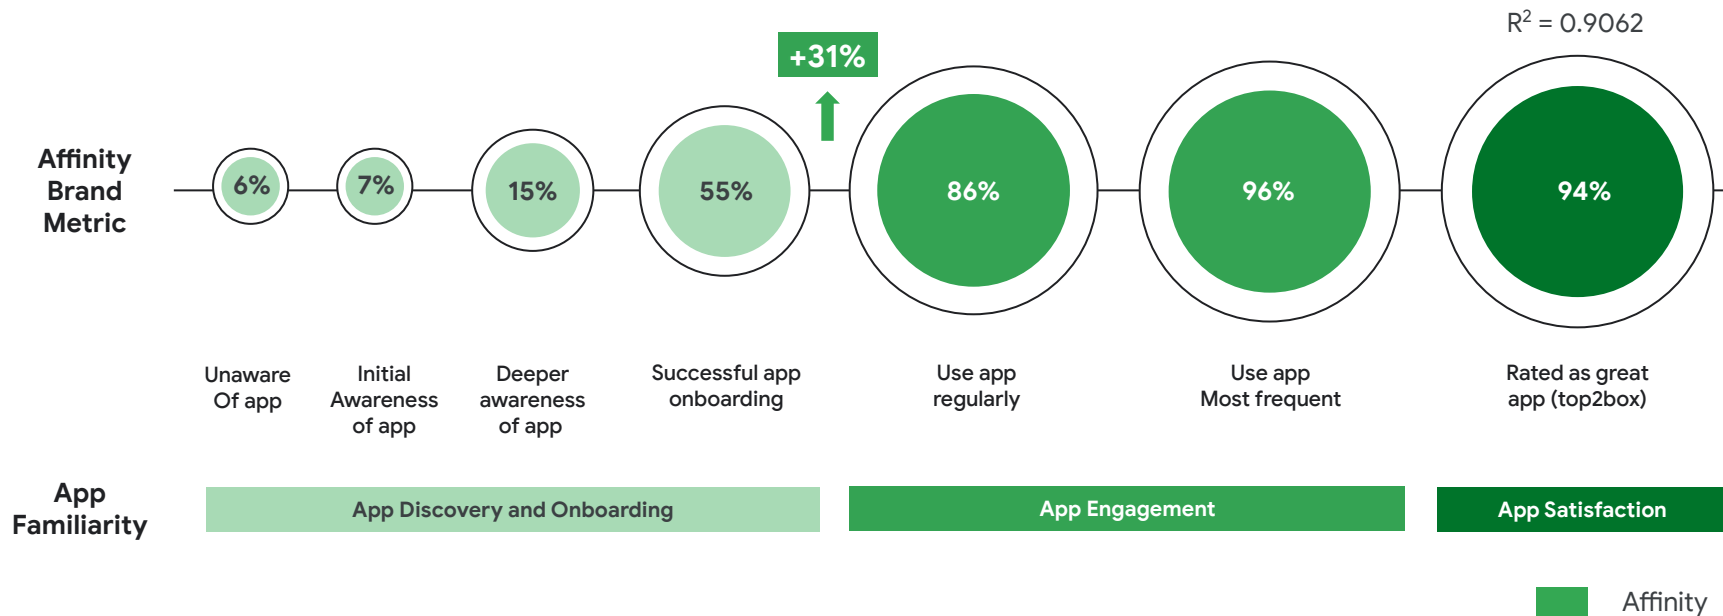 R² = 0.9062
+31%
Affinity
Brand
Metric
6%
7%
15%
55%
86%
96%
94%
Unaware
Of app
Initial
Awareness
of app
Deeper
awareness
of app
Successful app
onboarding
Use app
regularly
Use app
Most frequent
Rated as great
app (top2box)
App
Familiarity
App Discovery and Onboarding
App Engagement
App Satisfaction
Affinity